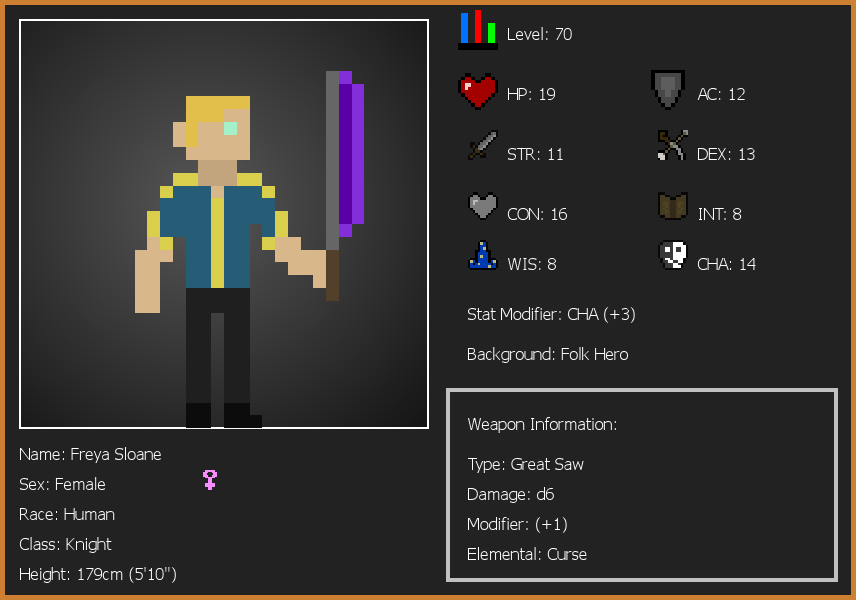 Level: 70
HP: 19
AC: 12
STR: 11
DEX: 13
CON: 16
INT: 8
WIS: 8
CHA: 14
Stat Modifier: CHA (+3)
Background: Folk Hero
Weapon Information:
Type: Great Saw
Damage: d6
Modifier: (+1)
Elemental: Curse
Name: Freya Sloane
Sex: Female
Race: Human
Class: Knight
Height: 179cm (5'10")